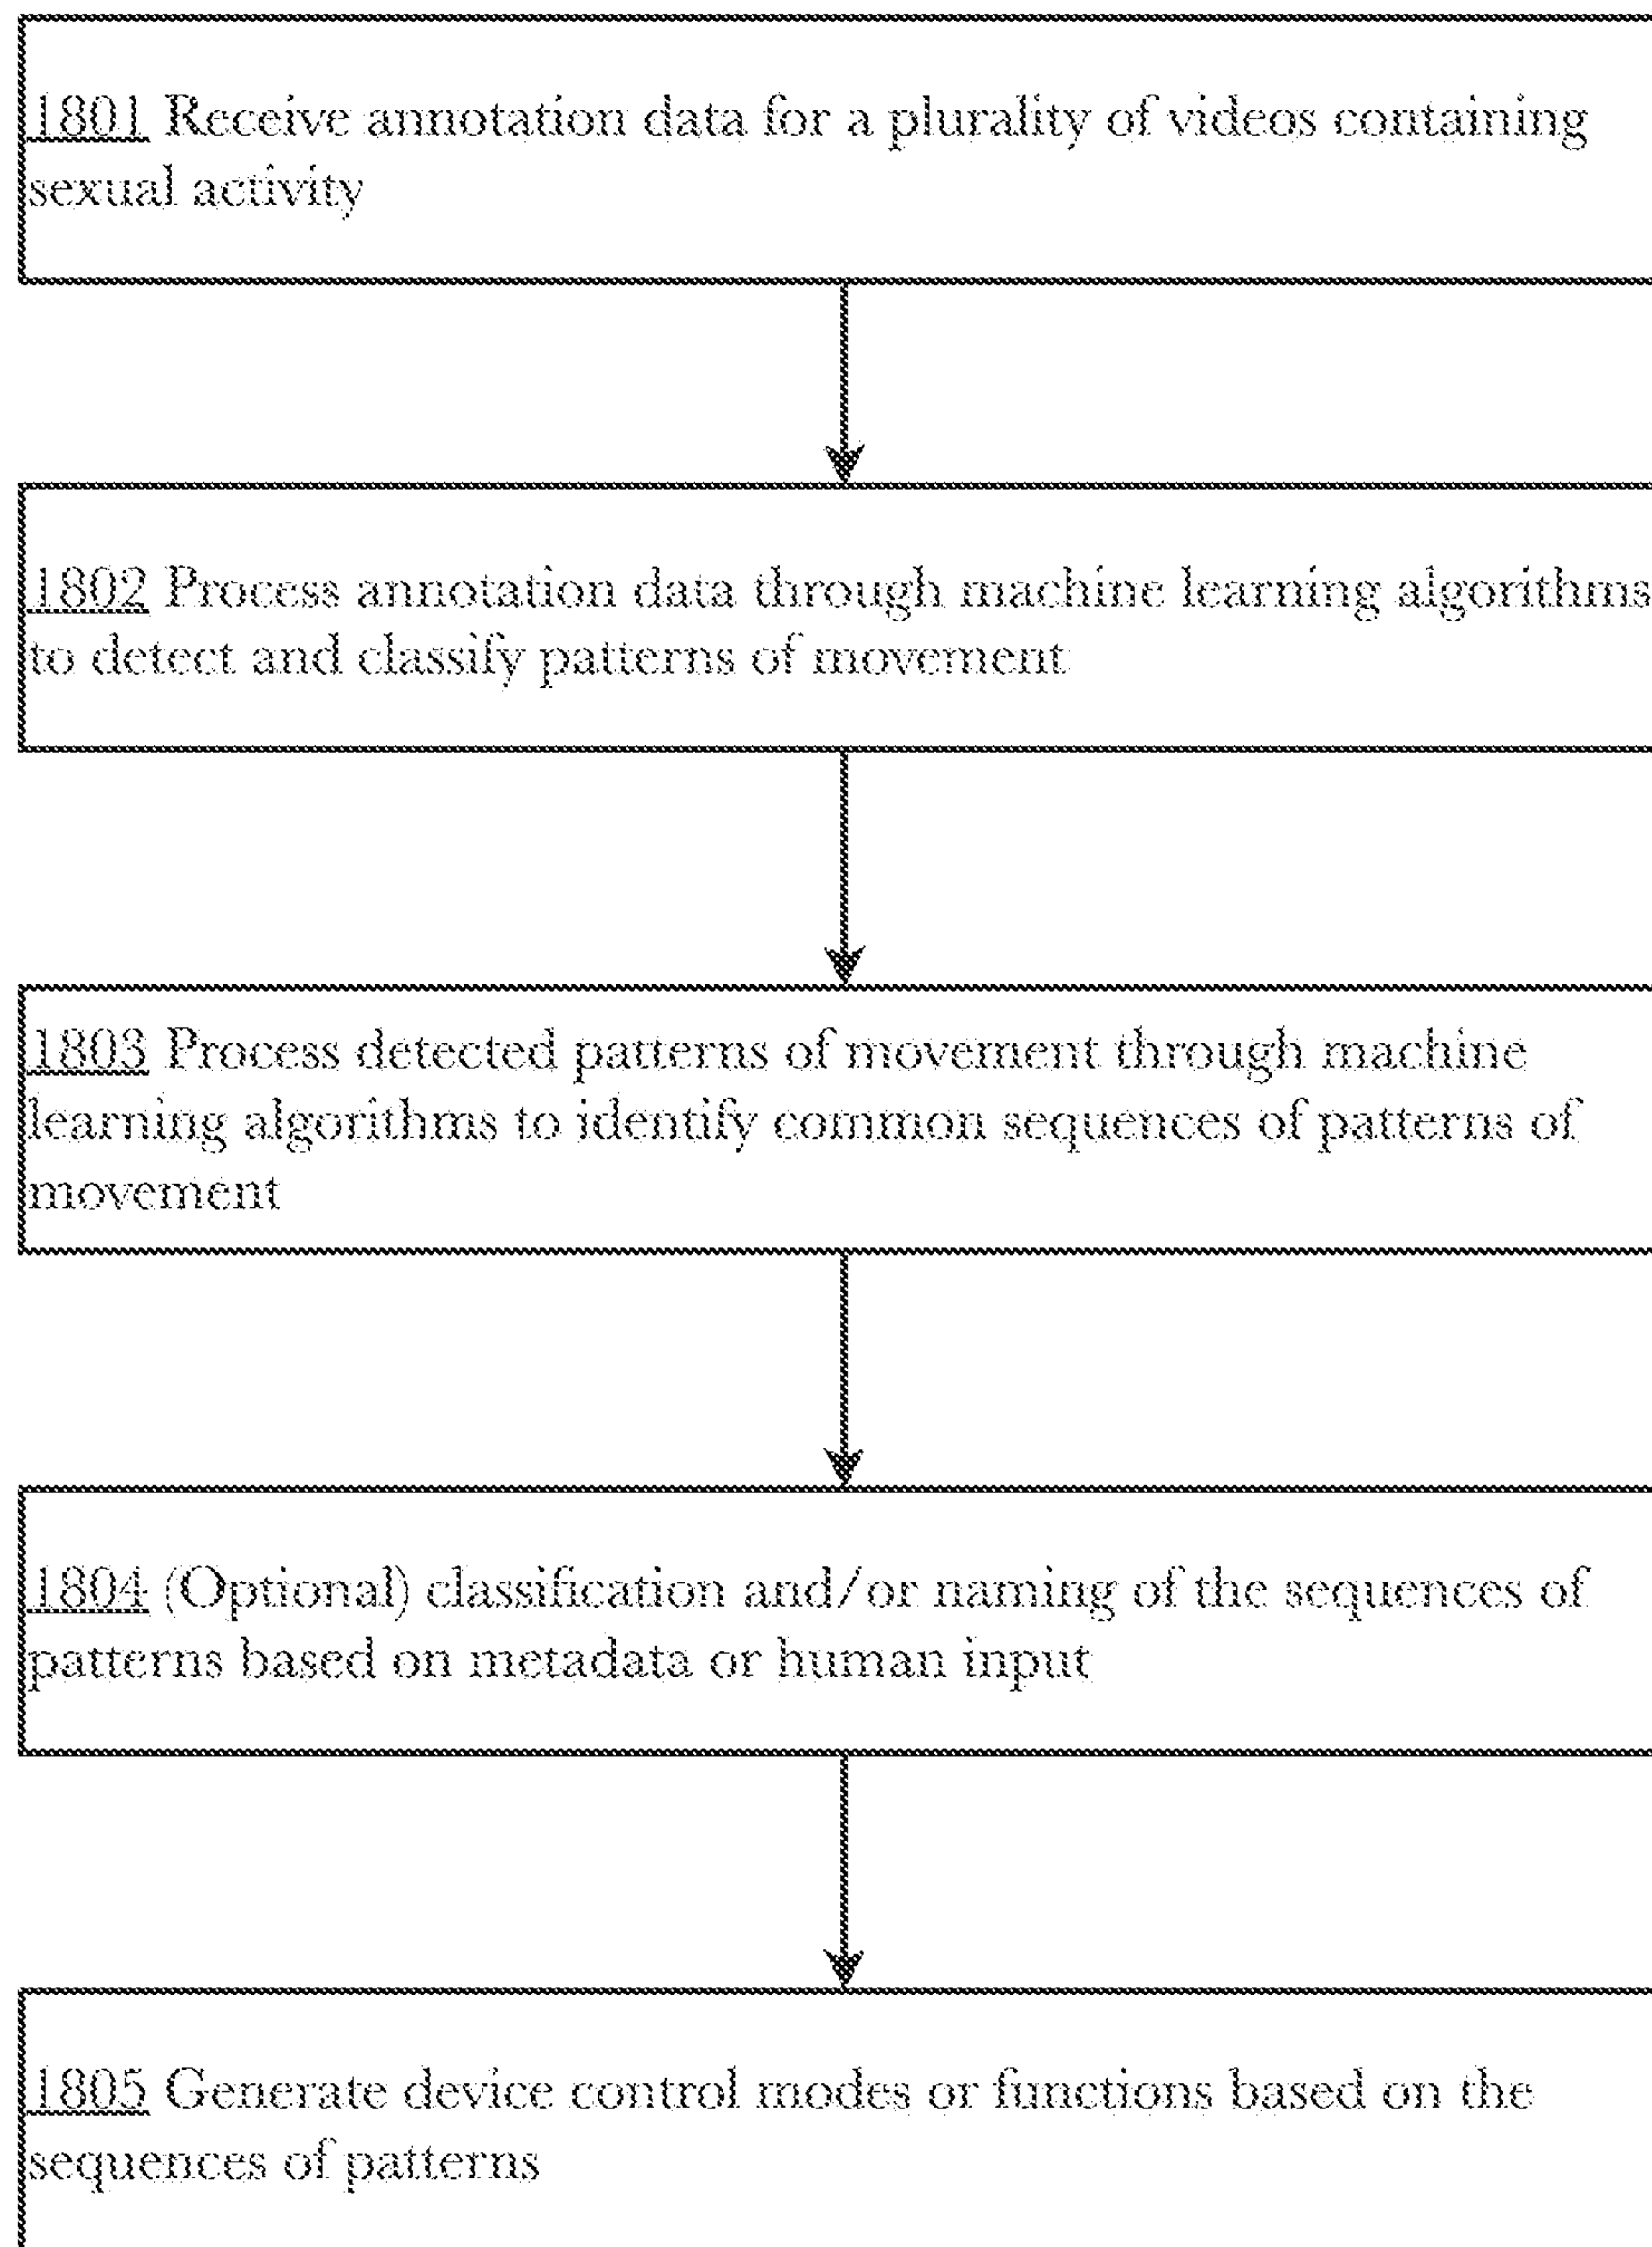 1801 Receive annotation data for a plurality of videos containing
sexual activity
1802 Process annotation data through machine learning algorithms
to detect and classify patterns of movement
1803 Process detected patterns of movement through machine
learning algorithms to identify common sequences of patterns of
movement
1804 (Optional) classification and/or naming of the sequences of
patterns based on metadata or human input
1805 Generate device control modes or functions based on the
sequences of patterns